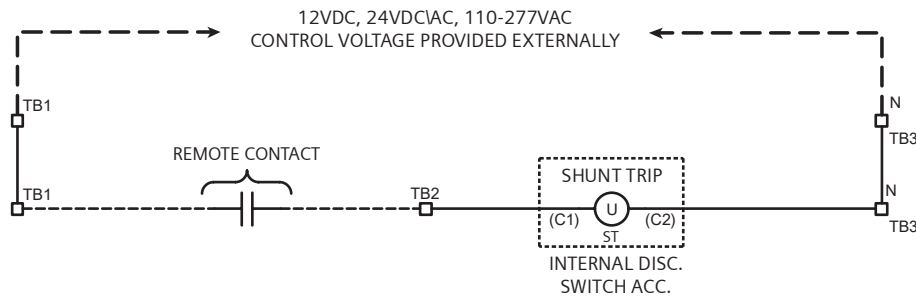 12VDC, 24VDC\AC, 110-277VAC
CONTROL VOLTAGE PROVIDED EXTERNALLY
TB1
N
TB3
REMOTE CONTACT
SHUNT TRIP
TB1
TB2
(C1)
U
(C2)
ST
N
TB3
INTERNAL DISC.
SWITCH ACC.